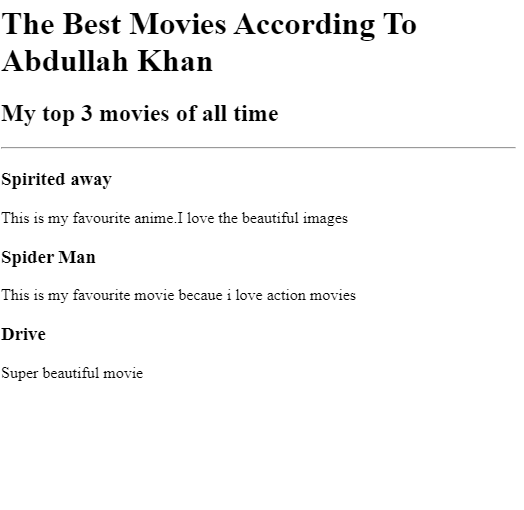 The Best Movies According To
Abdullah Khan
My top 3 movies of all time
Spirited away
This is my favourite anime.I love the beautiful images
Spider Man
This is my favourite movie becaue i love action movies
Drive
Super beautiful movie